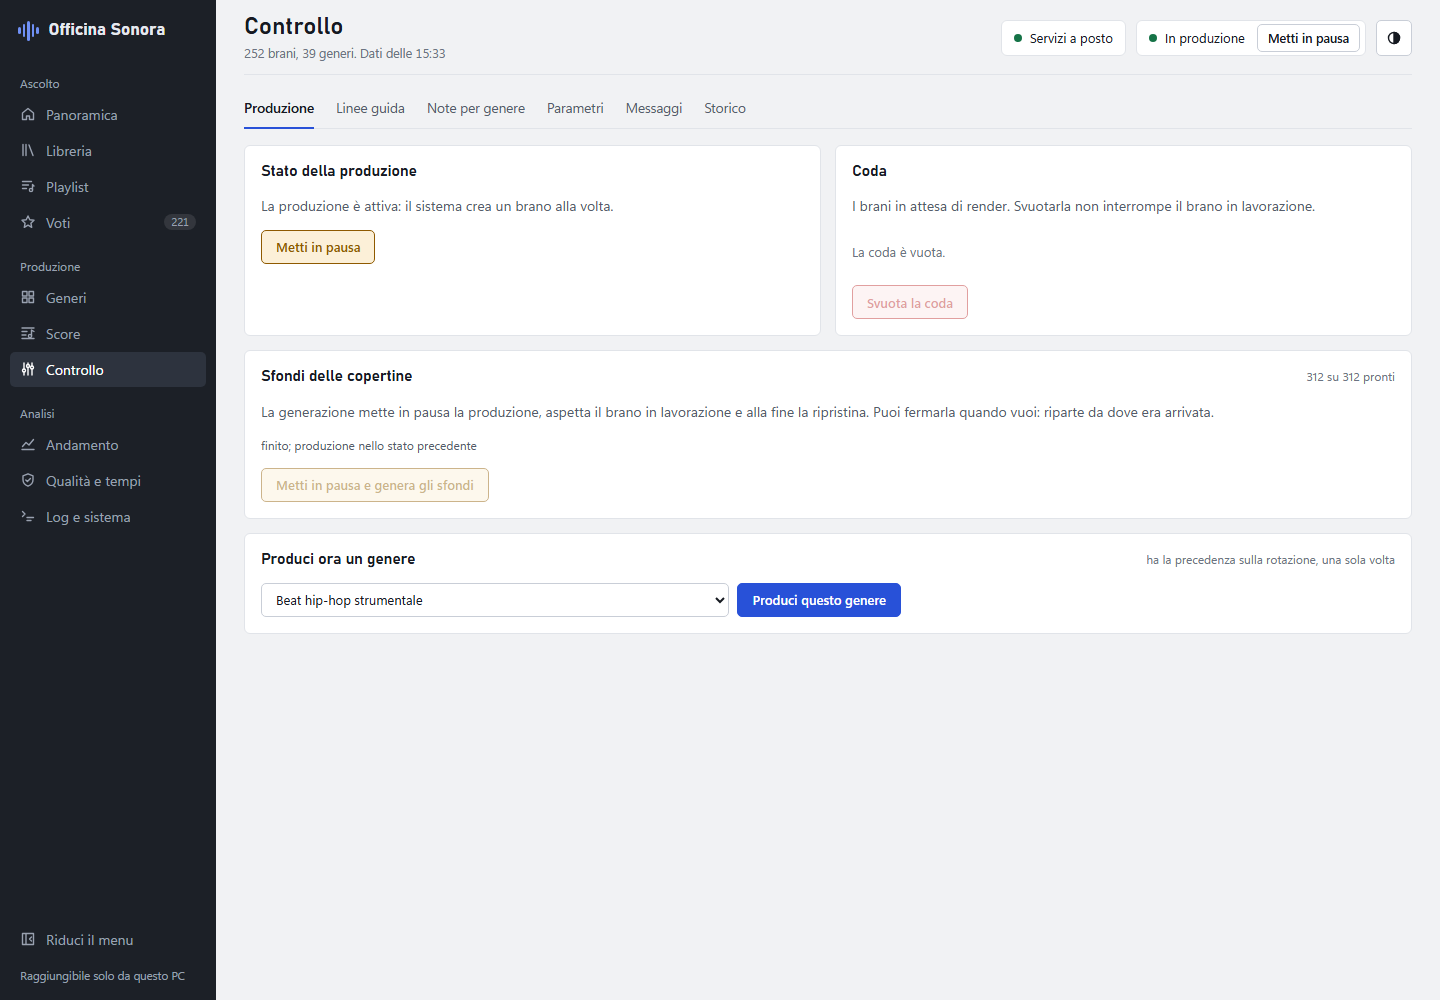 Officina Sonora
Ascolto
Panoramica
Libreria
Playlist
Voti 221
Produzione
Generi
Score
Controllo
Analisi
Andamento
Qualità e tempi
Log e sistema
Riduci il menu
Raggiungibile solo da questo PC
Controllo
252 brani, 39 generi. Dati delle 15:33
Servizi a posto
In produzione
Metti in pausa
Produzione Linee guida Note per genere Parametri Messaggi Storico
Stato della produzione
La produzione è attiva: il sistema crea un brano alla volta.
Metti in pausa
Coda
I brani in attesa di render. Svuotarla non interrompe il brano in lavorazione.
La coda è vuota.
Svuota la coda
Sfondi delle copertine
312 su 312 pronti
La generazione mette in pausa la produzione, aspetta il brano in lavorazione e alla fine la ripristina. Puoi fermarla quando vuoi: riparte da dove era arrivata.
finito; produzione nello stato precedente
Metti in pausa e genera gli sfondi
Produci ora un genere
ha la precedenza sulla rotazione, una sola volta
Beat hip-hop strumentale
Produci questo genere